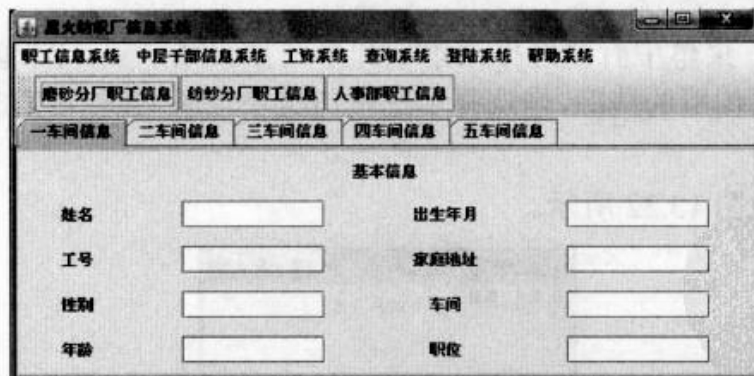 星火纺织厂信息系统
职工信息系统 中层干部信息系统 工资系统 查询系统 登陆系统 帮助系统
磨砂分厂职工信息 纺纱分厂职工信息 人事部职工信息
一车间信息 二车间信息 三车间信息 四车间信息 五车间信息
基本信息
姓名 出生年月
工号 家庭地址
性别 车间
年龄 职位